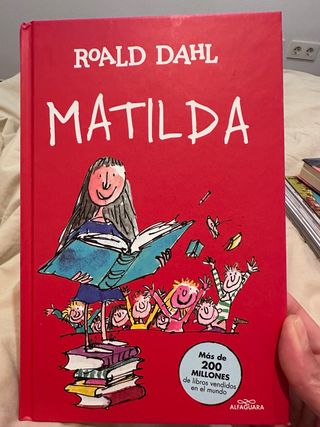 ROALD DAHL
MATILDA
Más de
200
MILLONES
de libros vendidos
en el mundo
ALFAGUARA